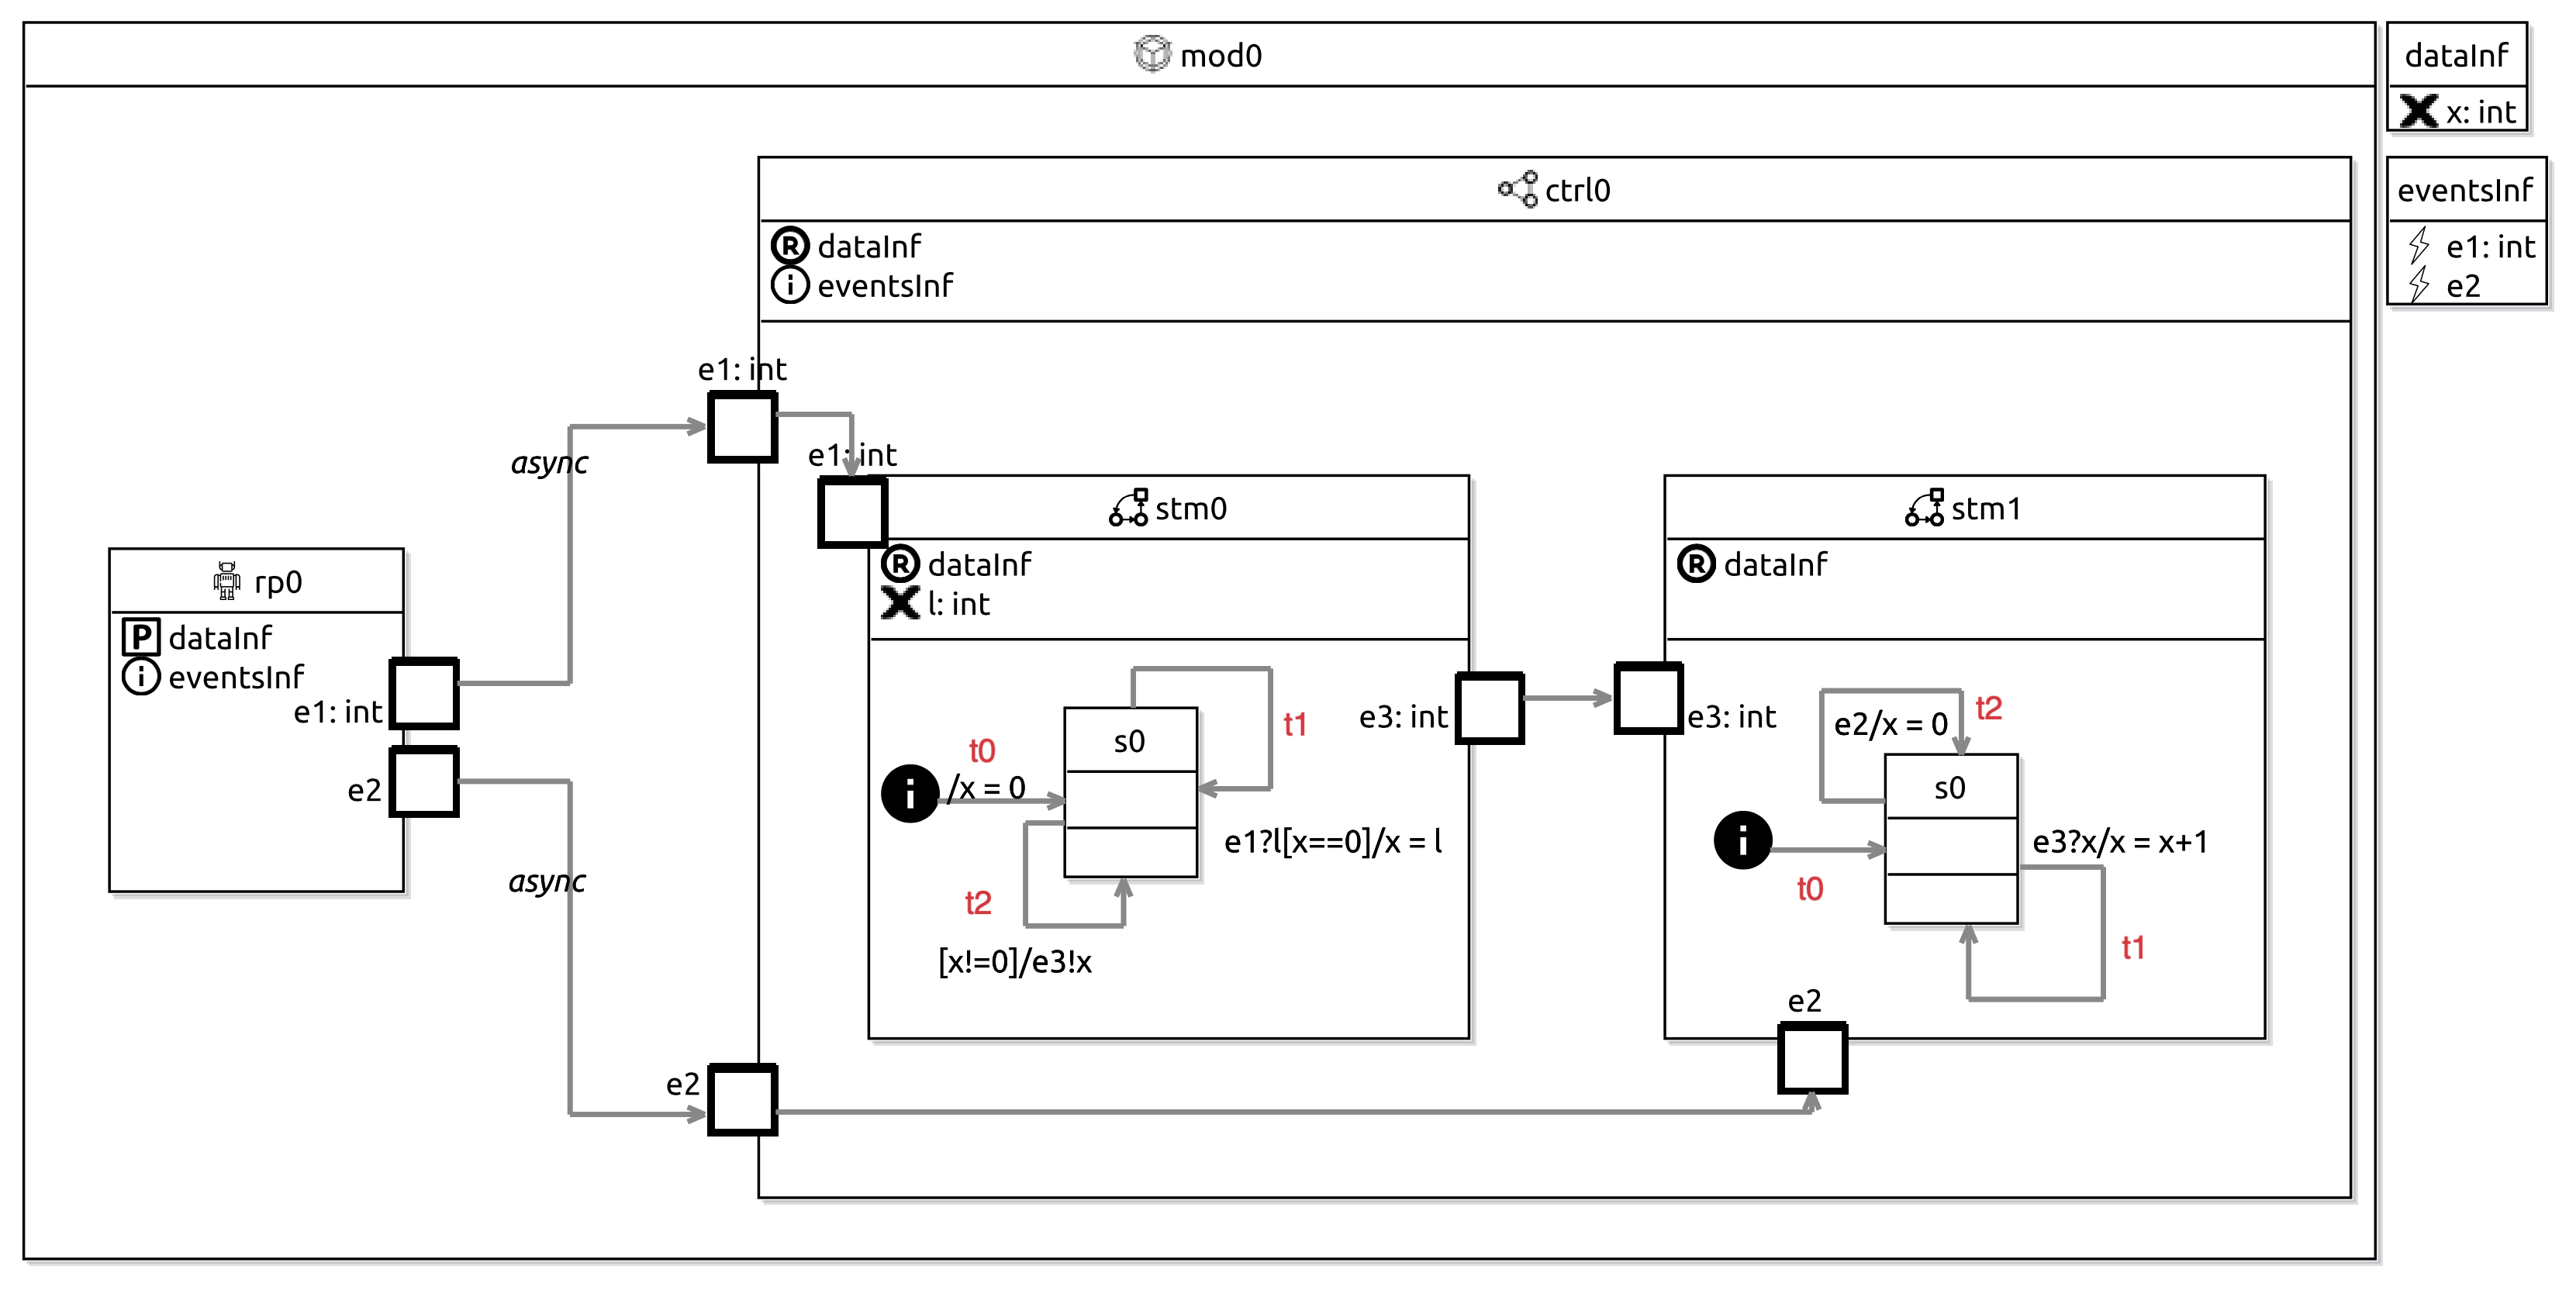 mod0
dataInf
x: int
eventsInf
e1: int
e2
ctrl0
R dataInf
i eventsInf
e1: int
async
e1: int
rp0
P dataInf
i eventsInf
e1: int
e2
async
e2
stm0
R dataInf
l: int
t0
i /x = 0
s0
t1
e1?l[x==0]/x = l
t2
[x!=0]/e3!x
e3: int
e3: int
stm1
R dataInf
e2/x = 0
t2
s0
i
t0
e3?x/x = x+1
t1
e2